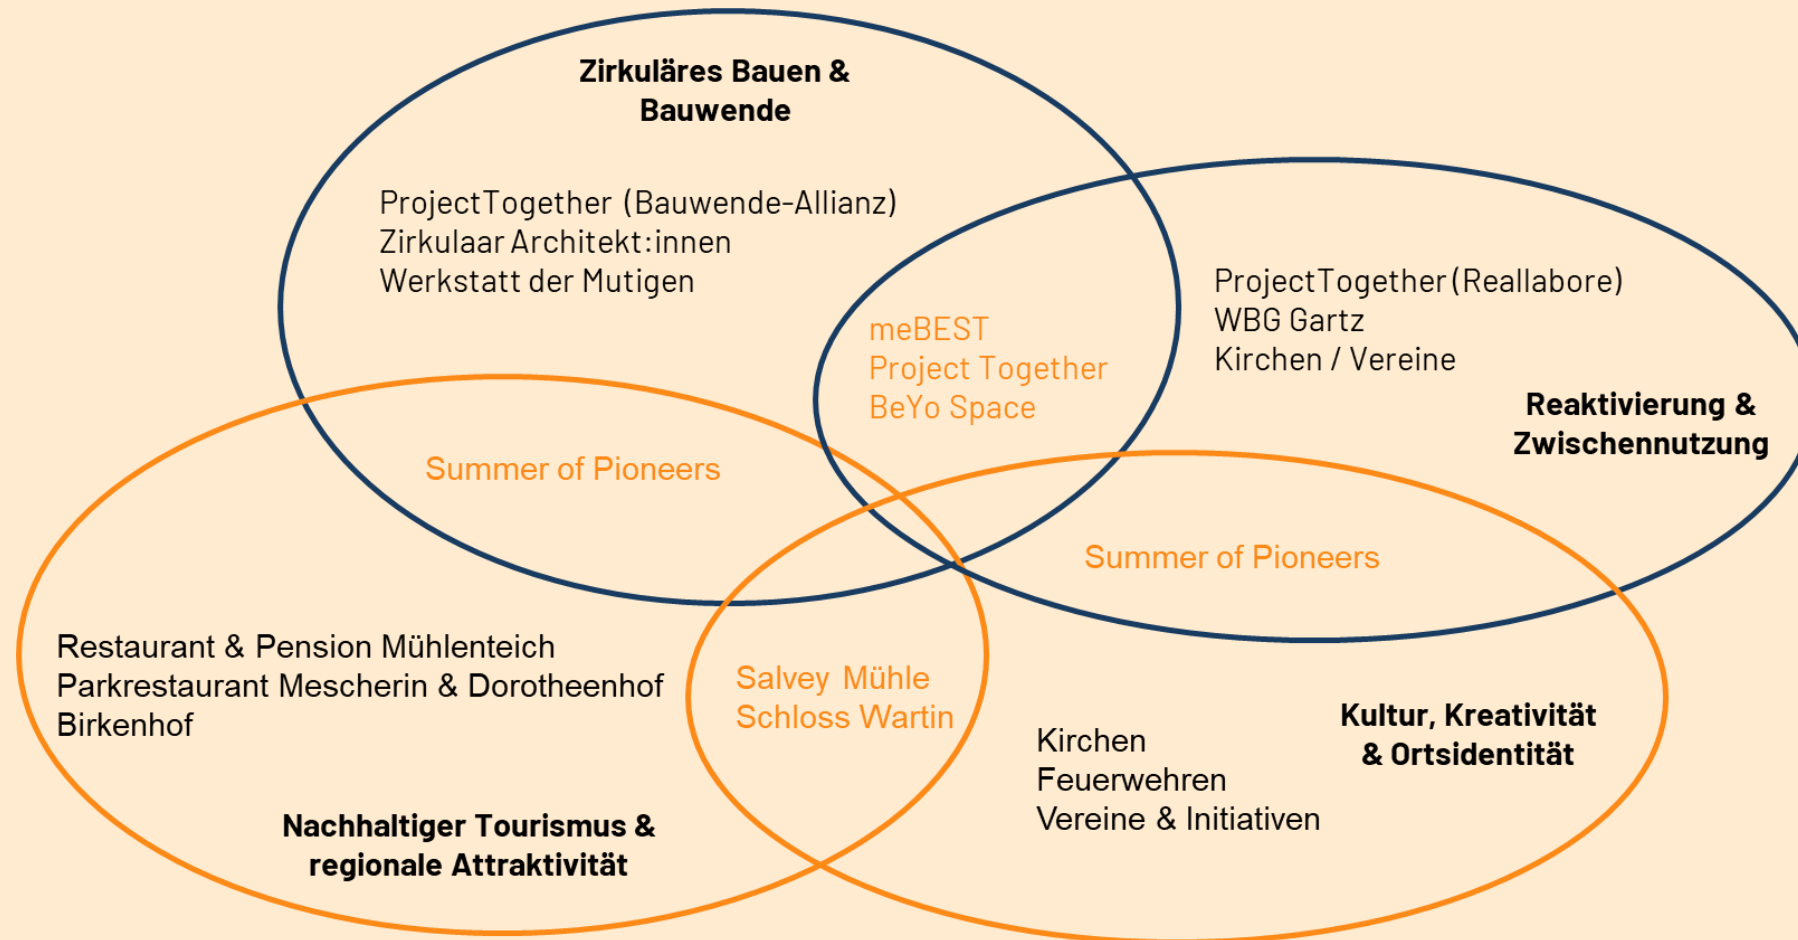 Zirkuläres Bauen &
Bauwende
ProjectTogether (Bauwende-Allianz)
Zirkulaar Architekt:innen
Werkstatt der Mutigen
meBEST
Project Together
BeYo Space
ProjectTogether (Reallabore)
WBG Gartz
Kirchen / Vereine
Reaktivierung &
Zwischennutzung
Summer of Pioneers
Summer of Pioneers
Restaurant & Pension Mühlenteich
Parkrestaurant Mescherin & Dorotheenhof
Birkenhof
Salvey Mühle
Schloss Wartin
Kultur, Kreativität
& Ortsidentität
Kirchen
Feuerwehren
Vereine & Initiativen
Nachhaltiger Tourismus &
regionale Attraktivität